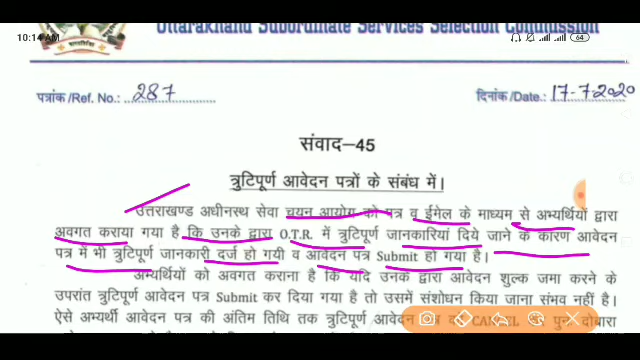 Uttarakhand Subordinate Services Selection Commission
10:14 AM
64
पत्रांक/Ref. No.: 287
दिनांक/Date: 17-7-2020
संवाद–45
त्रुटिपूर्ण आवेदन पत्रों के संबंध में।
उत्तराखण्ड अधीनस्थ सेवा चयन आयोग को पत्र व ईमेल के माध्यम से अभ्यर्थियों द्वारा
अवगत कराया गया है कि उनके द्वारा O.T.R. में त्रुटिपूर्ण जानकारियां दिये जाने के कारण आवेदन
पत्र में भी त्रुटिपूर्ण जानकारी दर्ज हो गयी व आवेदन पत्र Submit हो गया है।
अभ्यर्थियों को अवगत कराना है कि यदि उनके द्वारा आवेदन शुल्क जमा करने के
उपरांत त्रुटिपूर्ण आवेदन पत्र Submit कर दिया गया है तो उसमें संशोधन किया जाना संभव नहीं है।
ऐसे अभ्यर्थी आवेदन पत्र की अंतिम तिथि तक त्रुटिपूर्ण आवेदन CANCEL पुनः दोबारा